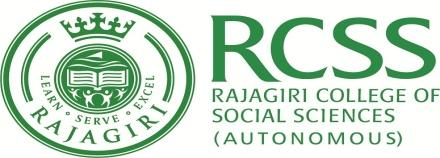 LEARN • SERVE • EXCEL
RAJAGIRI
RCSS
RAJAGIRI COLLEGE OF
SOCIAL SCIENCES
(AUTONOMOUS)